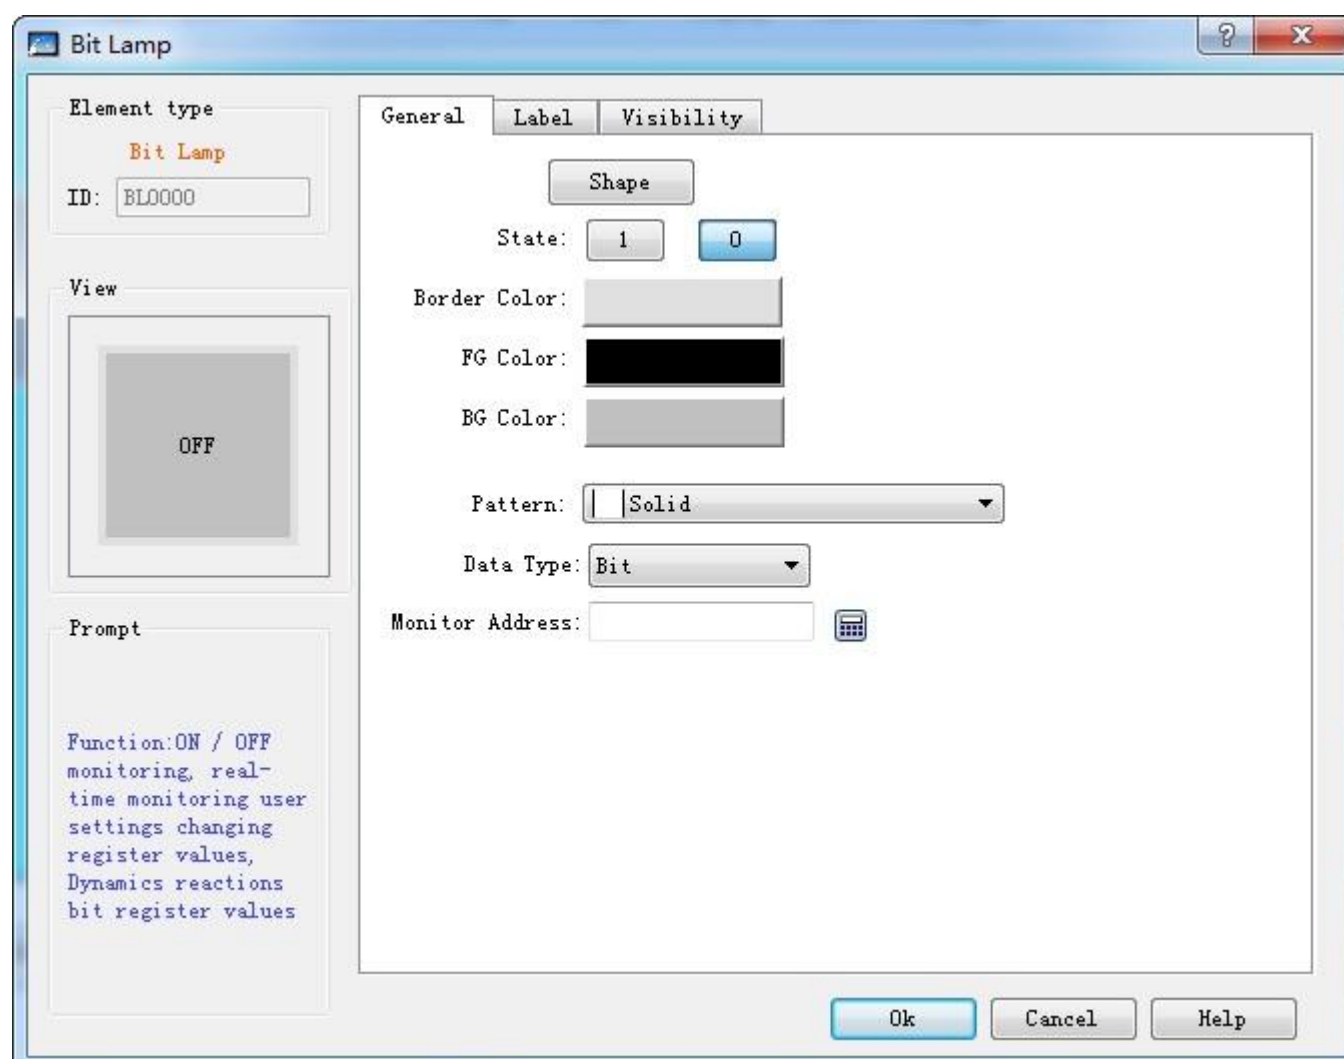 Bit Lamp
Element type
Bit Lamp
ID: BL0000
View
OFF
Prompt
Function:ON / OFF
monitoring, real-
time monitoring user
settings changing
register values,
Dynamics reactions
bit register values
General Label Visibility
Shape
State: 1 0
Border Color:
FG Color:
BG Color:
Pattern: Solid
Data Type: Bit
Monitor Address:
Ok Cancel Help